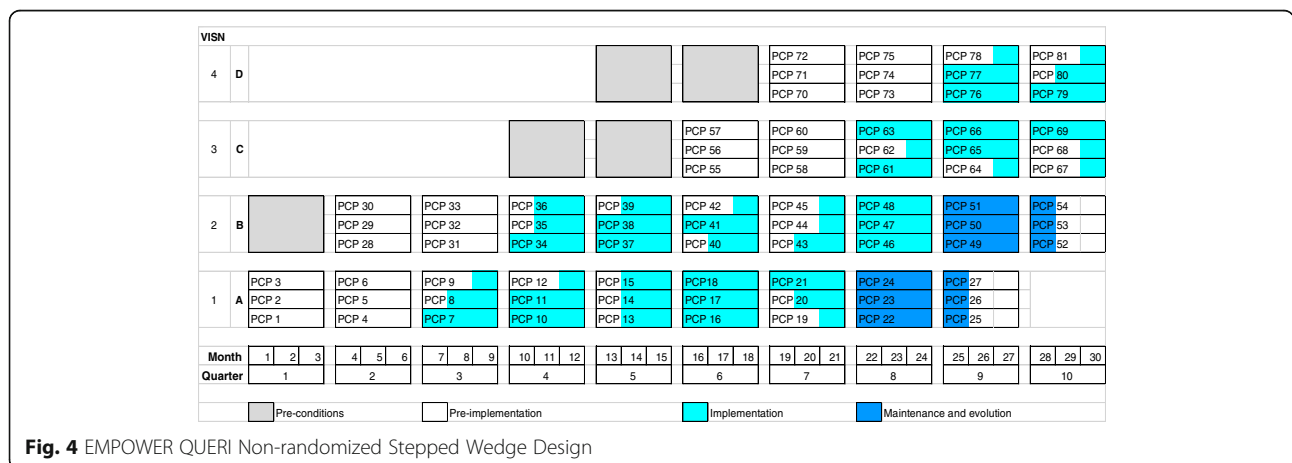 VISN
PCP 72 PCP 75 PCP 78 PCP 81
4 D PCP 71 PCP 74 PCP 77 PCP 80
PCP 70 PCP 73 PCP 76 PCP 79
PCP 57 PCP 60 PCP 63 PCP 66 PCP 69
3 C PCP 56 PCP 59 PCP 62 PCP 65 PCP 68
PCP 55 PCP 58 PCP 61 PCP 64 PCP 67
PCP 30 PCP 33 PCP 36 PCP 39 PCP 42 PCP 45 PCP 48 PCP 51 PCP 54
2 B PCP 29 PCP 32 PCP 35 PCP 38 PCP 41 PCP 44 PCP 47 PCP 50 PCP 53
PCP 28 PCP 31 PCP 34 PCP 37 PCP 40 PCP 43 PCP 46 PCP 49 PCP 52
PCP 3 PCP 6 PCP 9 PCP 12 PCP 15 PCP18 PCP 21 PCP 24 PCP 27
1 A PCP 2 PCP 5 PCP 8 PCP 11 PCP 14 PCP 17 PCP 20 PCP 23 PCP 26
PCP 1 PCP 4 PCP 7 PCP 10 PCP 13 PCP 16 PCP 19 PCP 22 PCP 25
Month 1 2 3 4 5 6 7 8 9 10 11 12 13 14 15 16 17 18 19 20 21 22 23 24 25 26 27 28 29 30
Quarter 1 2 3 4 5 6 7 8 9 10
Pre-conditions Pre-implementation Implementation Maintenance and evolution
Fig. 4 EMPOWER QUERI Non-randomized Stepped Wedge Design